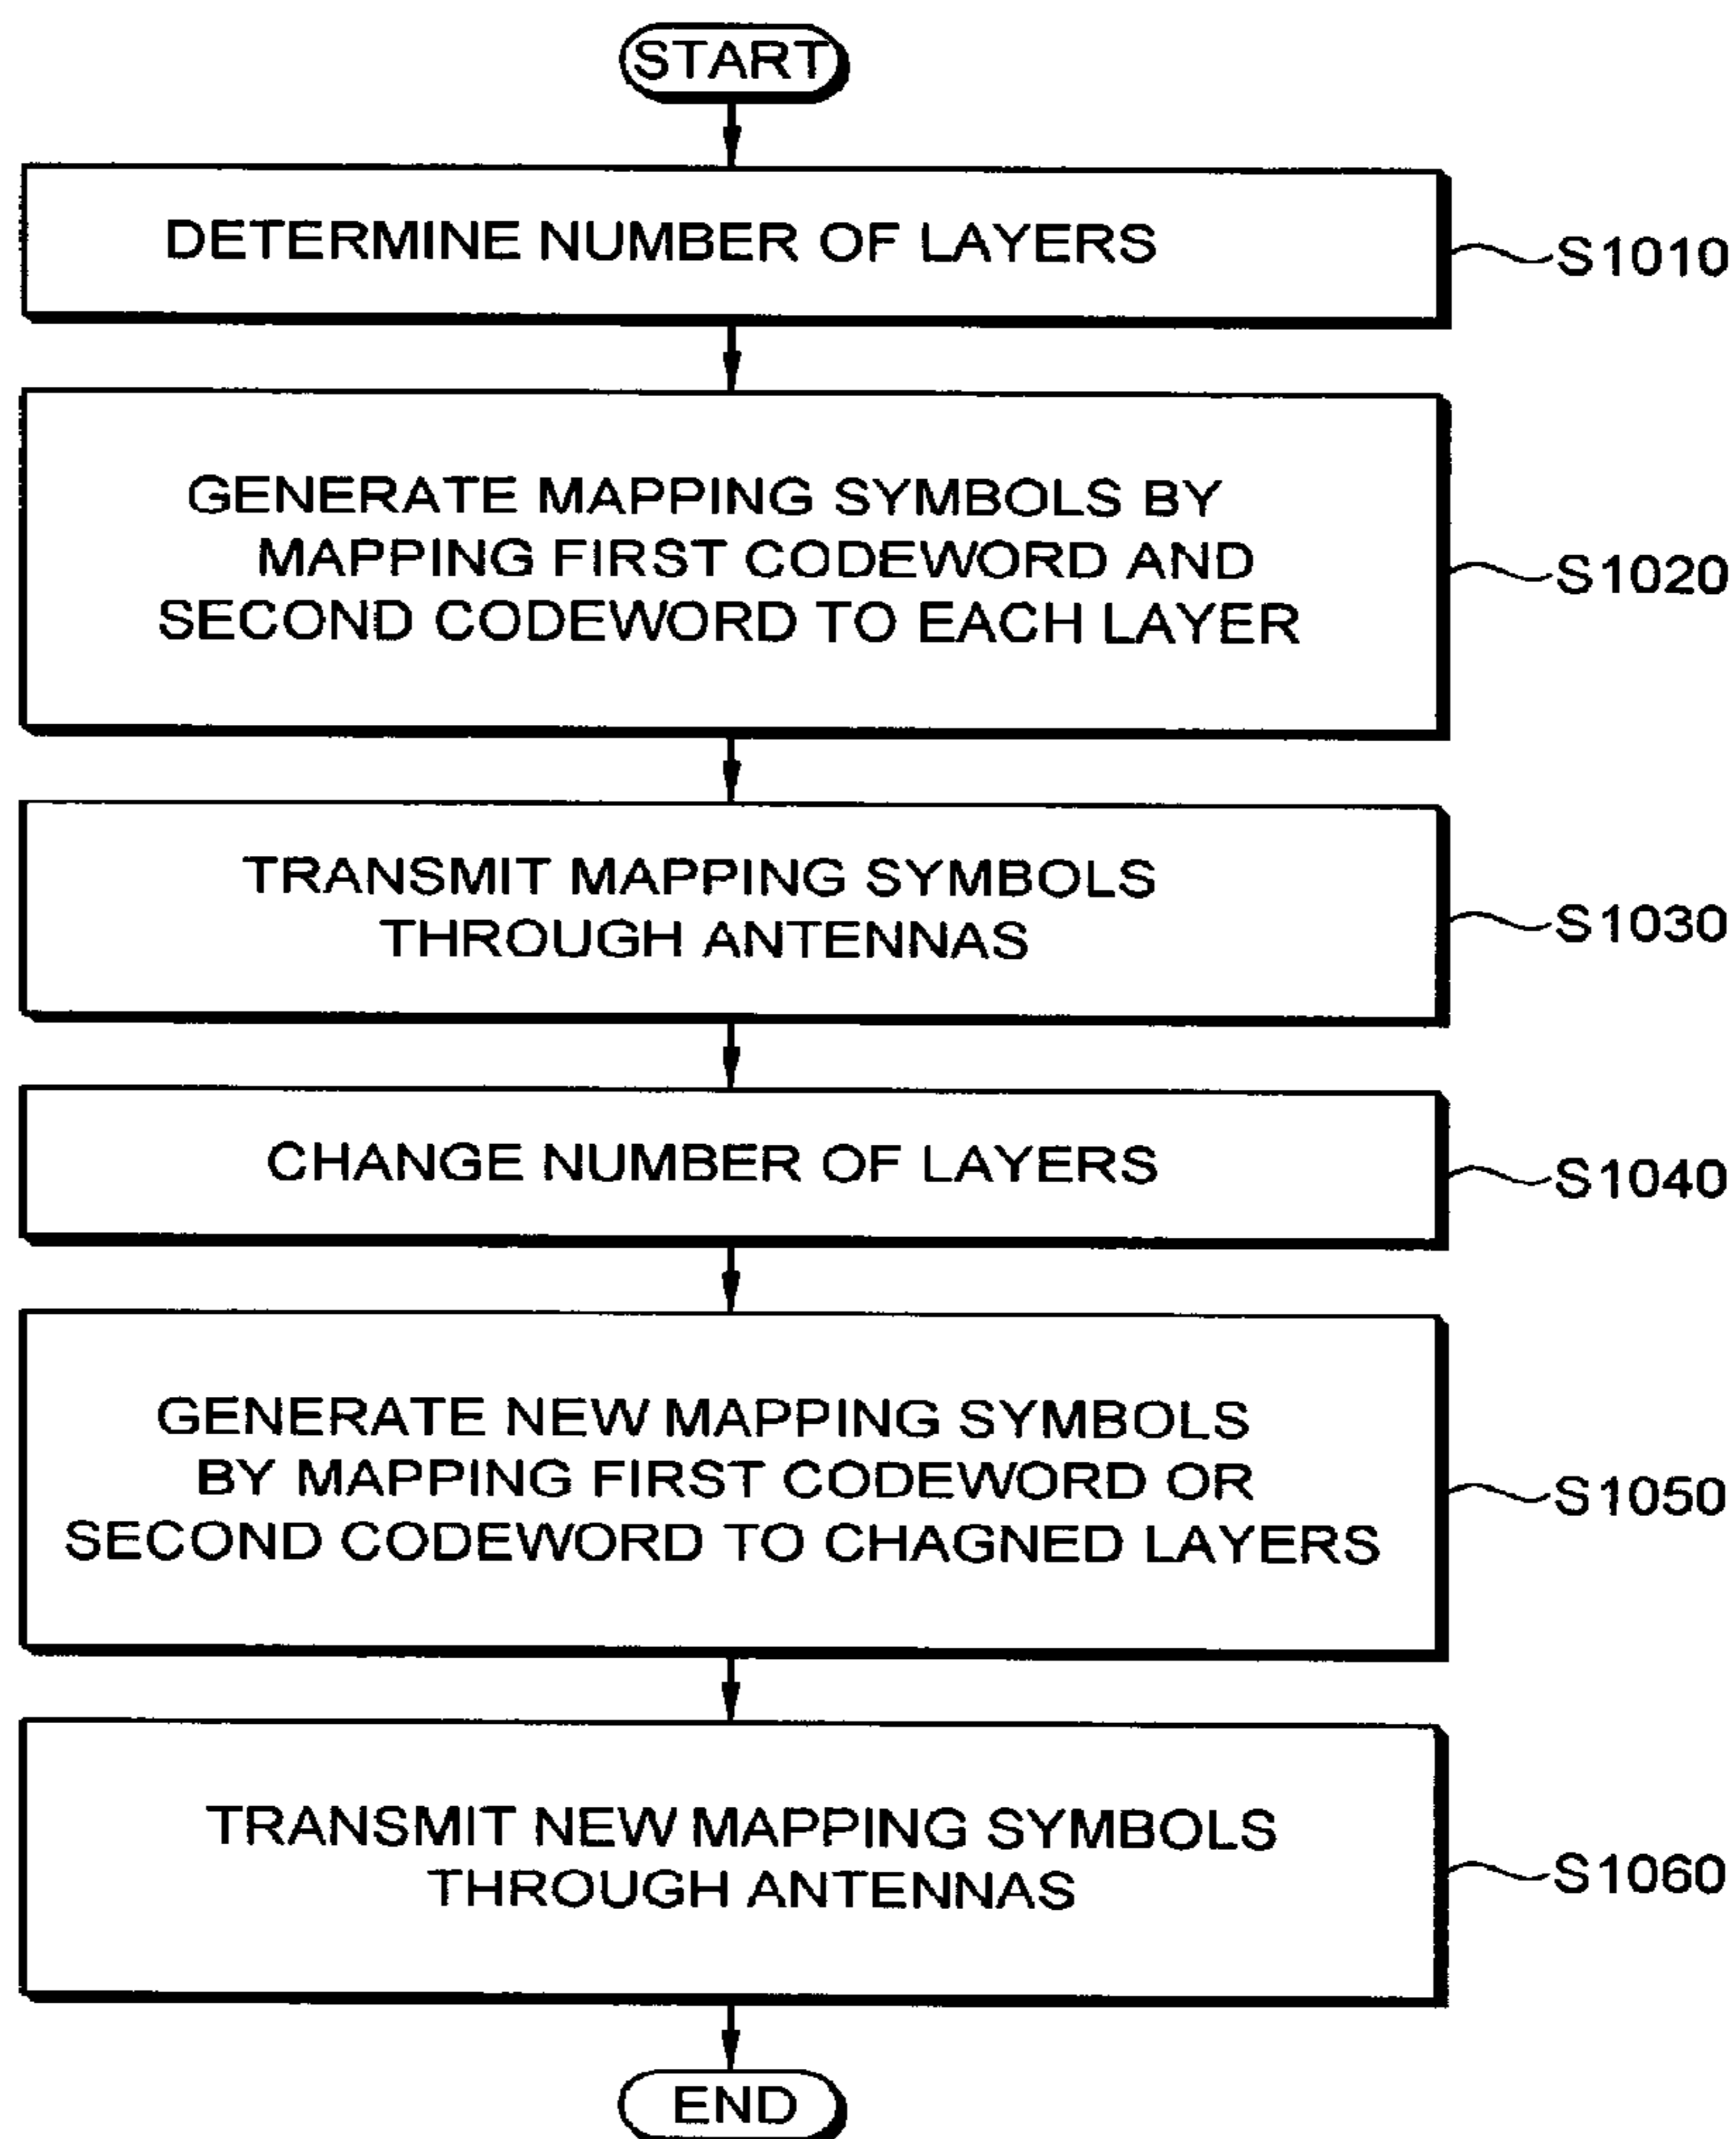 START
DETERMINE NUMBER OF LAYERS
S1010
GENERATE MAPPING SYMBOLS BY
MAPPING FIRST CODEWORD AND
SECOND CODEWORD TO EACH LAYER
S1020
TRANSMIT MAPPING SYMBOLS
THROUGH ANTENNAS
S1030
CHANGE NUMBER OF LAYERS
S1040
GENERATE NEW MAPPING SYMBOLS
BY MAPPING FIRST CODEWORD OR
SECOND CODEWORD TO CHAGNED LAYERS
S1050
TRANSMIT NEW MAPPING SYMBOLS
THROUGH ANTENNAS
S1060
END